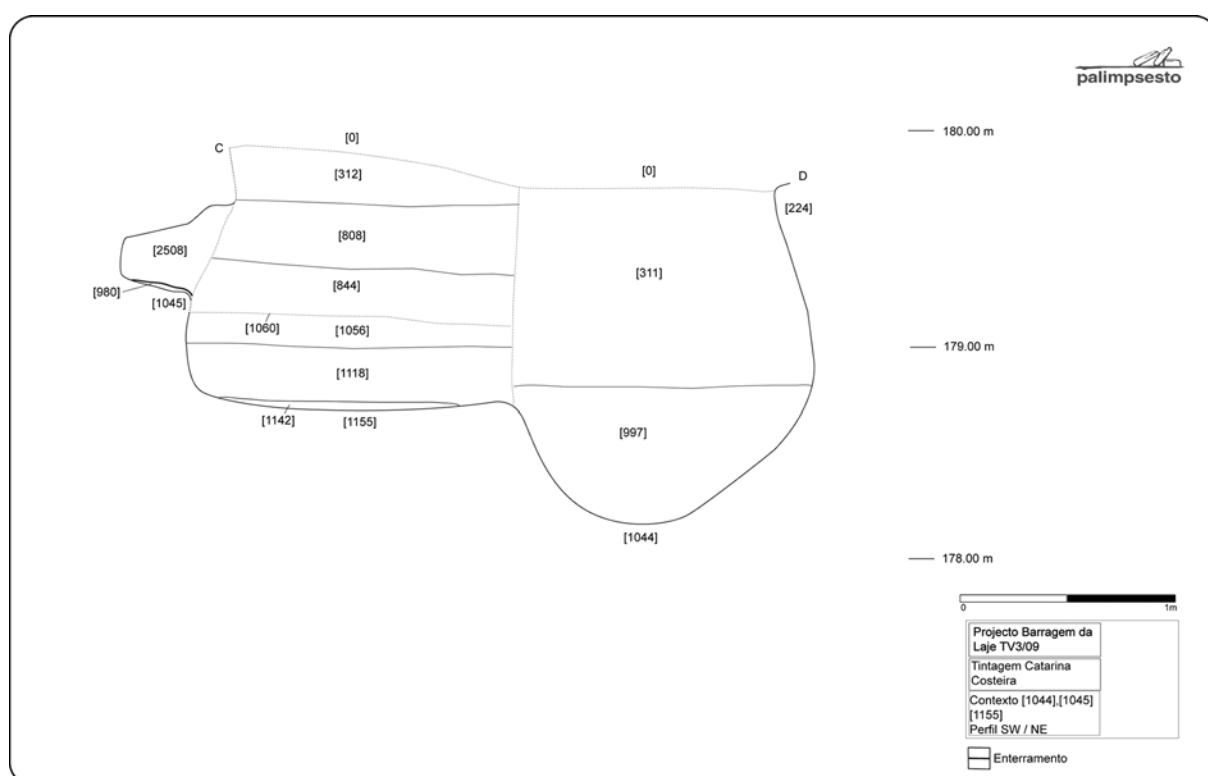 palimpsesto
180.00 m
[0]
C
[312]
[0]
D
[224]
[808]
[2508]
[311]
[844]
[980]
[1045]
[1060]
[1056]
179.00 m
[1118]
[1142]
[1155]
[997]
[1044]
178.00 m
0
1m
Projecto Barragem da
Laje TV3/09
Tintagem Catarina
Costeira
Contexto [1044],[1045]
[1155]
Perfil SW / NE
Enterramento